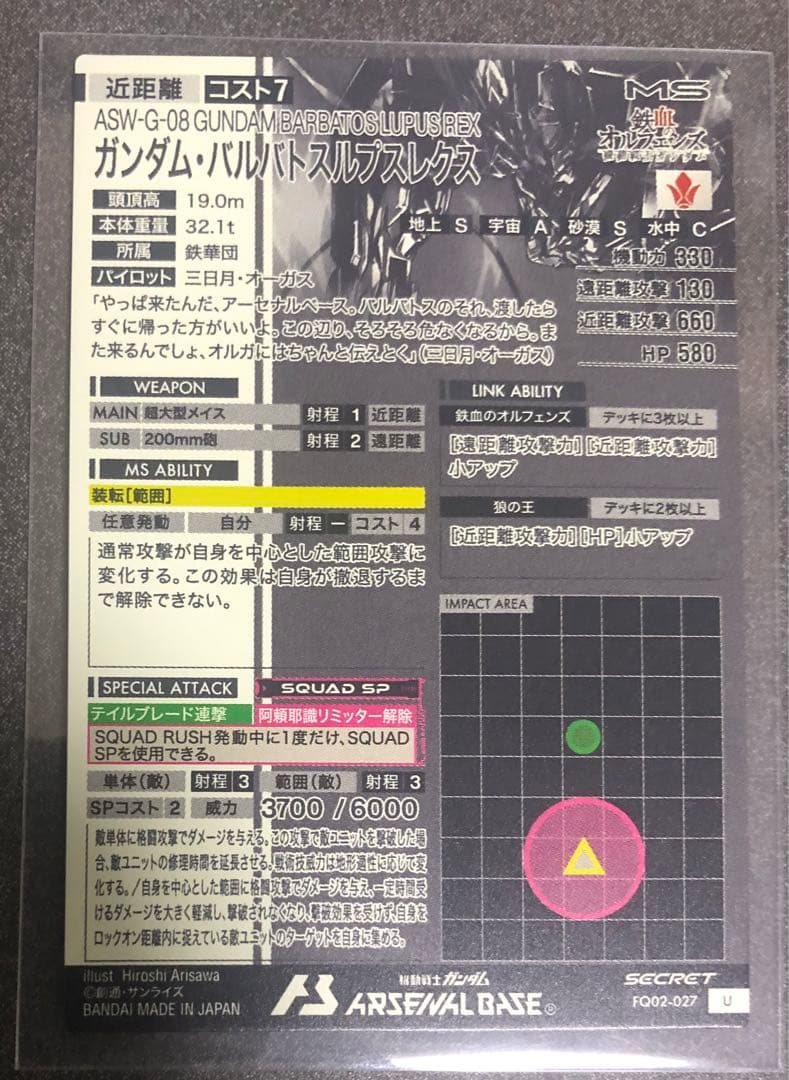 近距離 コスト7
MS
ASW-G-08 GUNDAM BARBATOS LUPUS REX
ガンダム・バルバトスルプスレクス
鉄血の
オルフェンズ
機動戦士ガンダム
頭頂高 19.0m
本体重量 32.1t
所属 鉄華団
パイロット 三日月・オーガス
地上 S 宇宙 A 砂漠 S 水中 C
機動力 330
遠距離攻撃 130
近距離攻撃 660
HP 580
「やっぱ来たんだ、アーセナルベース。バルバトスのそれ、渡したら
すぐに帰った方がいいよ。この辺り、そろそろ危なくなるから。ま
た来るんでしょ、オルガにはちゃんと伝えとく」(三日月・オーガス)
WEAPON
MAIN 超大型メイス 射程 1 近距離
SUB 200mm砲 射程 2 遠距離
MS ABILITY
装転[範囲]
任意発動 自分 射程 ー コスト 4
通常攻撃が自身を中心とした範囲攻撃に
変化する。この効果は自身が撤退するま
で解除できない。
LINK ABILITY
鉄血のオルフェンズ デッキに3枚以上
[遠距離攻撃力][近距離攻撃力]
小アップ
狼の王 デッキに2枚以上
[近距離攻撃力][HP]小アップ
IMPACT AREA
SPECIAL ATTACK SQUAD SP
テイルブレード連撃 阿頼耶識リミッター解除
SQUAD RUSH発動中に1度だけ、SQUAD
SPを使用できる。
単体(敵) 射程 3 範囲(敵) 射程 3
SPコスト 2 威力 3700 / 6000
敵単体に格闘攻撃でダメージを与える。この攻撃で敵ユニットを撃破した場
合、敵ユニットの修理時間を延長させる。戦術技威力は地形適性に応じて変
化する。/自身を中心とした範囲に格闘攻撃でダメージを与え、一定時間受
けるダメージを大きく軽減し、撃破されなくなり、撃破効果を受けず、自身を
ロックオン距離内に捉えている敵ユニットのターゲットを自身に集める。
illust Hiroshi Arisawa
©創通・サンライズ
BANDAI MADE IN JAPAN
機動戦士ガンダム
ARSENAL BASE®
SECRET
FQ02-027 U